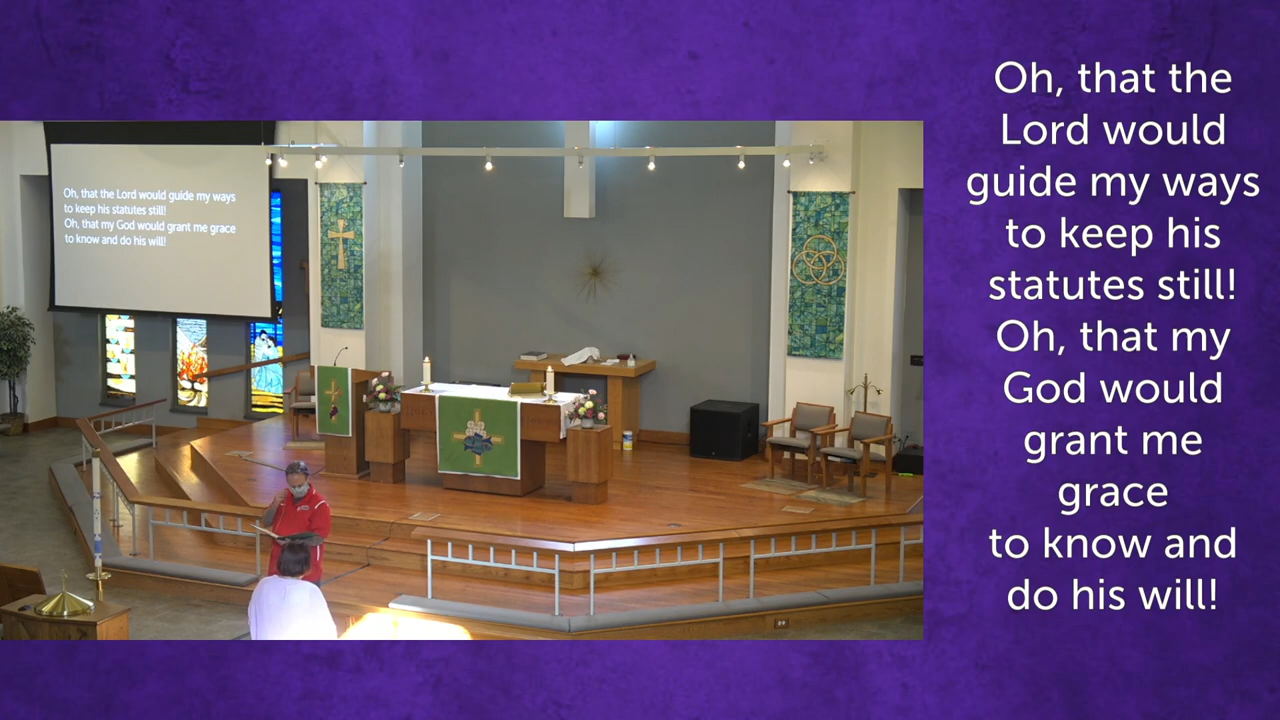 Oh, that the Lord would guide my ways
to keep his statutes still!
Oh, that my God would grant me grace
to know and do his will!
Oh, that the
Lord would
guide my ways
to keep his
statutes still!
Oh, that my
God would
grant me
grace
to know and
do his will!